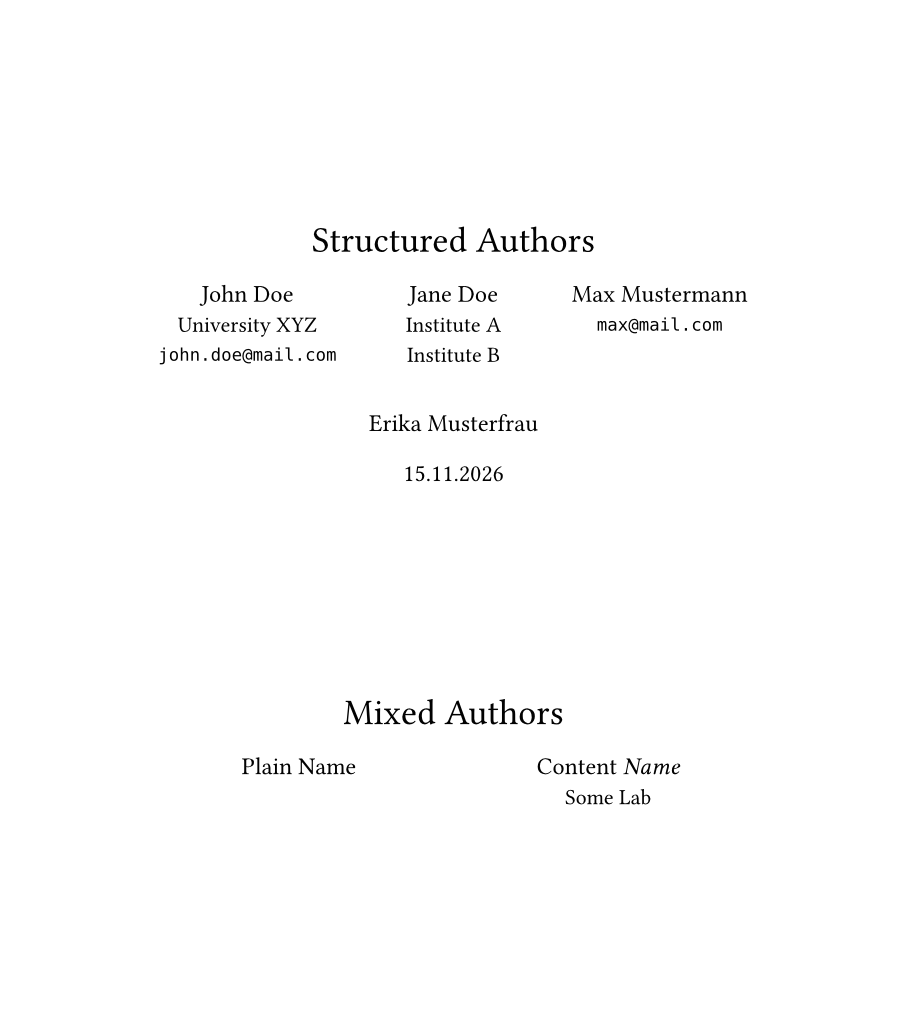 Structured Authors
John Doe Jane Doe Max Mustermann
University XYZ Institute A max@mail.com
john.doe@mail.com Institute B
Erika Musterfrau
15.11.2026
Mixed Authors
Plain Name Content Name
Some Lab